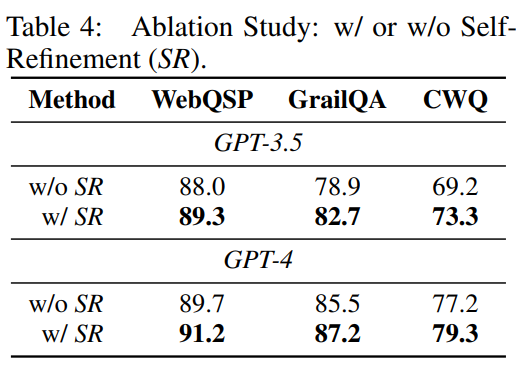 Table 4: Ablation Study: w/ or w/o Self-
Refinement (SR).
Method WebQSP GrailQA CWQ
GPT-3.5
w/o SR 88.0 78.9 69.2
w/ SR 89.3 82.7 73.3
GPT-4
w/o SR 89.7 85.5 77.2
w/ SR 91.2 87.2 79.3